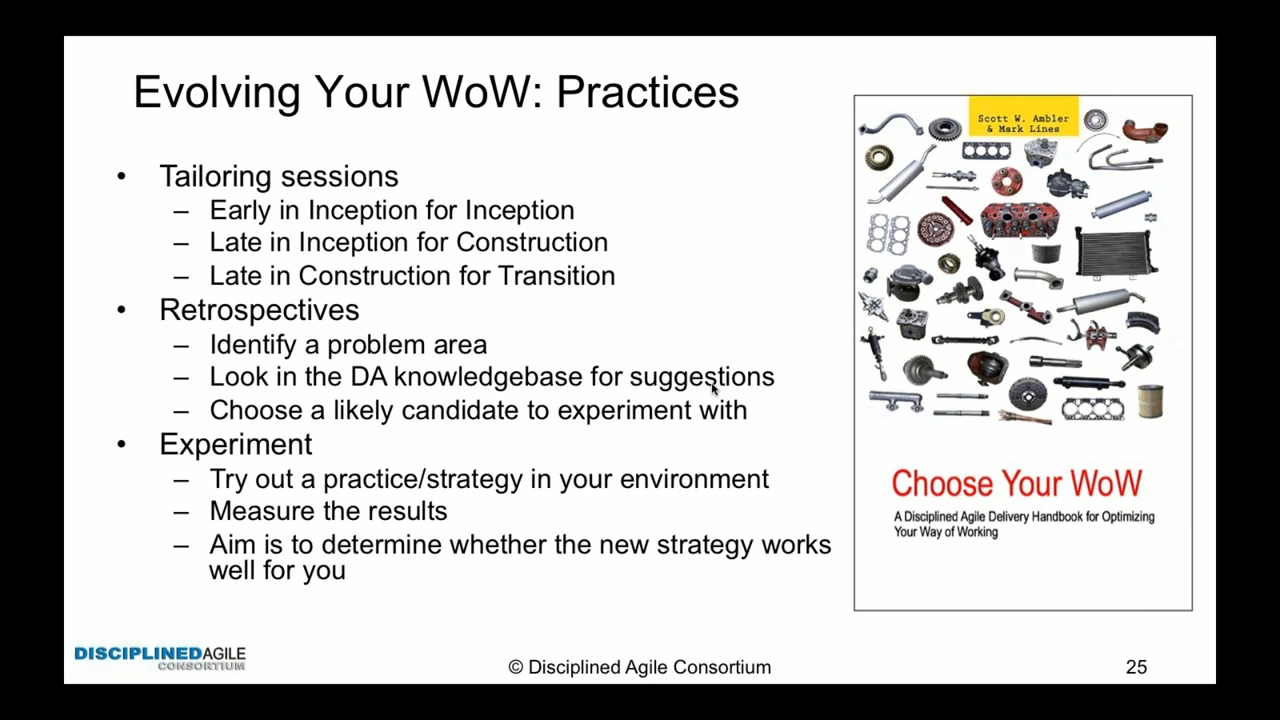 Evolving Your WoW: Practices
• Tailoring sessions
– Early in Inception for Inception
– Late in Inception for Construction
– Late in Construction for Transition
• Retrospectives
– Identify a problem area
– Look in the DA knowledgebase for suggestions
– Choose a likely candidate to experiment with
• Experiment
– Try out a practice/strategy in your environment
– Measure the results
– Aim is to determine whether the new strategy works
well for you
Scott W. Ambler
& Mark Lines
Choose Your WoW
A Disciplined Agile Delivery Handbook for Optimizing
Your Way of Working
DISCIPLINEDAGILE
CONSORTIUM
© Disciplined Agile Consortium
25